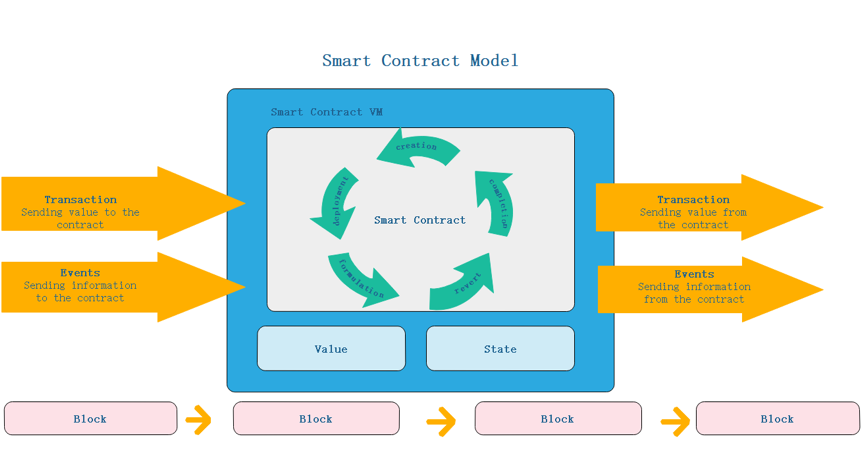 Smart Contract Model
Smart Contract VM
creation
deployment
completion
Smart Contract
formulation
revert
Transaction
Sending value to the
contract
Events
Sending information
to the contract
Transaction
Sending value from
the contract
Events
Sending information
from the contract
Value
State
Block
Block
Block
Block